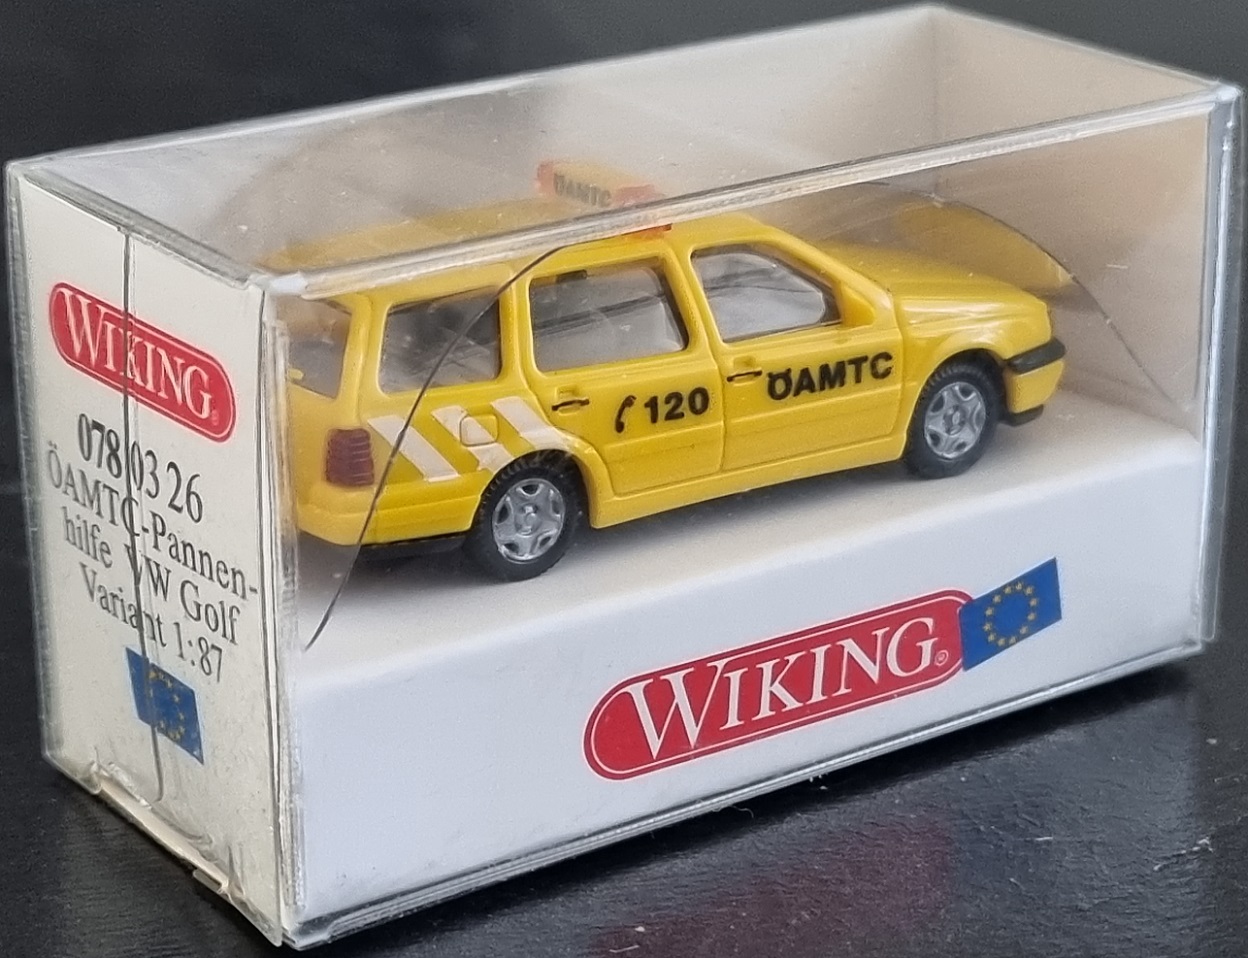 WIKING
078 03 26
ÖAMTC-Pannen-
hilfe VW Golf
Variant 1:87
ÖAMTC
120
ÖAMTC
WIKING®